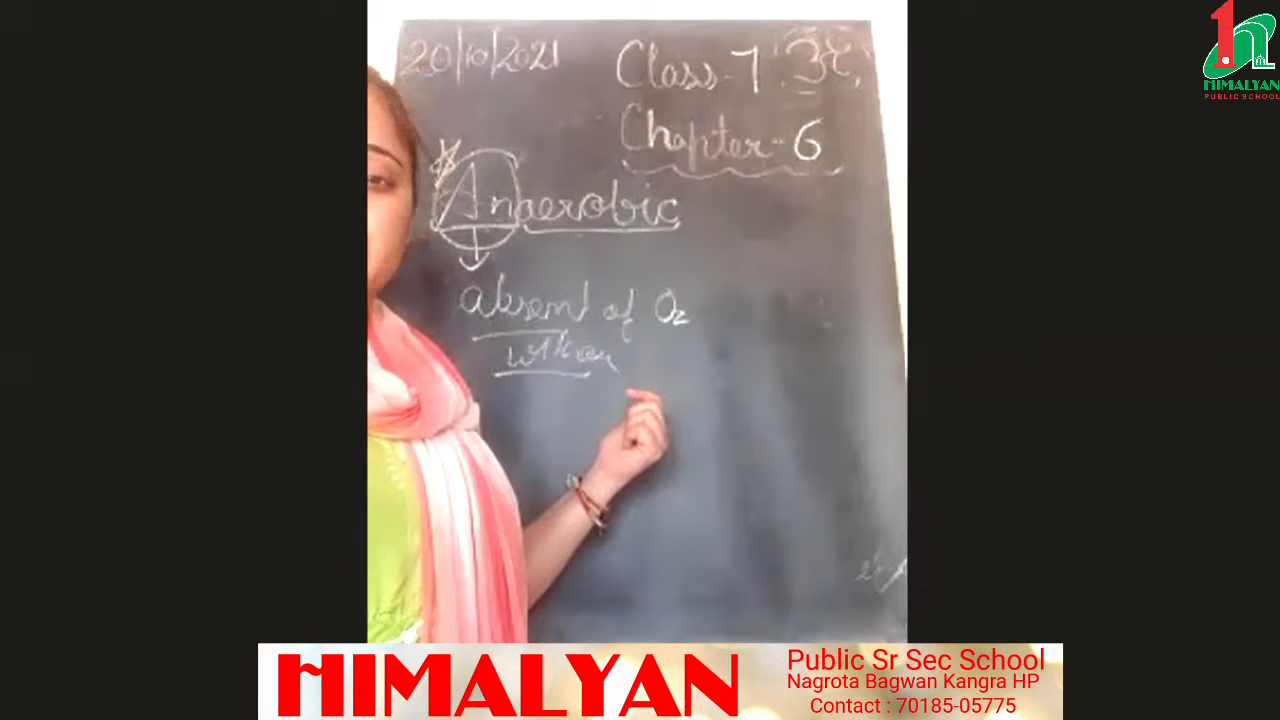 20/10/2021
Class-7
Chapter-6
Anaerobic
absent of O₂
HIMALYAN
PUBLIC SCHOOL
HIMALYAN
Public Sr Sec School
Nagrota Bagwan Kangra HP
Contact : 70185-05775